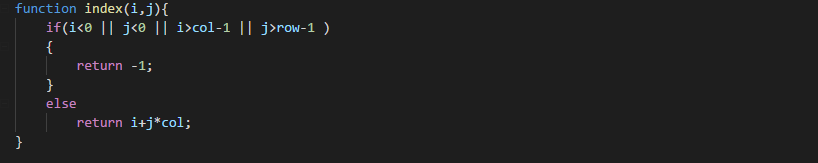 function index(i,j){
    if(i<0 || j<0 || i>col-1 || j>row-1 )
    {
        return -1;
    }
    else
        return i+j*col;
}